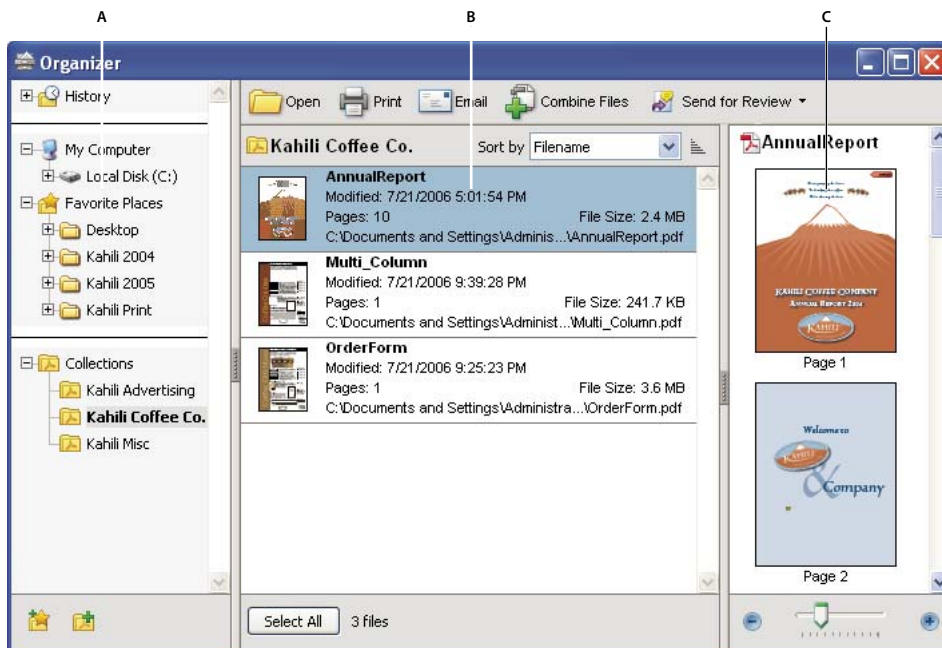 A B C
Organizer
History
My Computer
Local Disk (C:)
Favorite Places
Desktop
Kahili 2004
Kahili 2005
Kahili Print
Collections
Kahili Advertising
Kahili Coffee Co.
Kahili Misc
Open Print Email Combine Files Send for Review
Kahili Coffee Co. Sort by Filename
AnnualReport
Modified: 7/21/2006 5:01:54 PM
Pages: 10 File Size: 2.4 MB
C:\Documents and Settings\Adminis...\AnnualReport.pdf
Multi_Column
Modified: 7/21/2006 9:39:28 PM
Pages: 1 File Size: 241.7 KB
C:\Documents and Settings\Administ...\Multi_Column.pdf
OrderForm
Modified: 7/21/2006 9:25:23 PM
Pages: 1 File Size: 3.6 MB
C:\Documents and Settings\Administra...\OrderForm.pdf
Select All 3 files
AnnualReport
KAHILI COFFEE COMPANY
ANNUAL REPORT
KAHILI
Page 1
Welcome to
KAHILI
& Company
Page 2